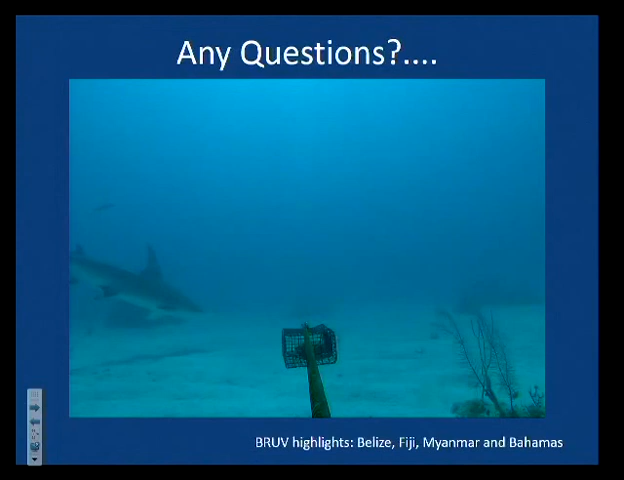 Any Questions?....
BRUV highlights: Belize, Fiji, Myanmar and Bahamas